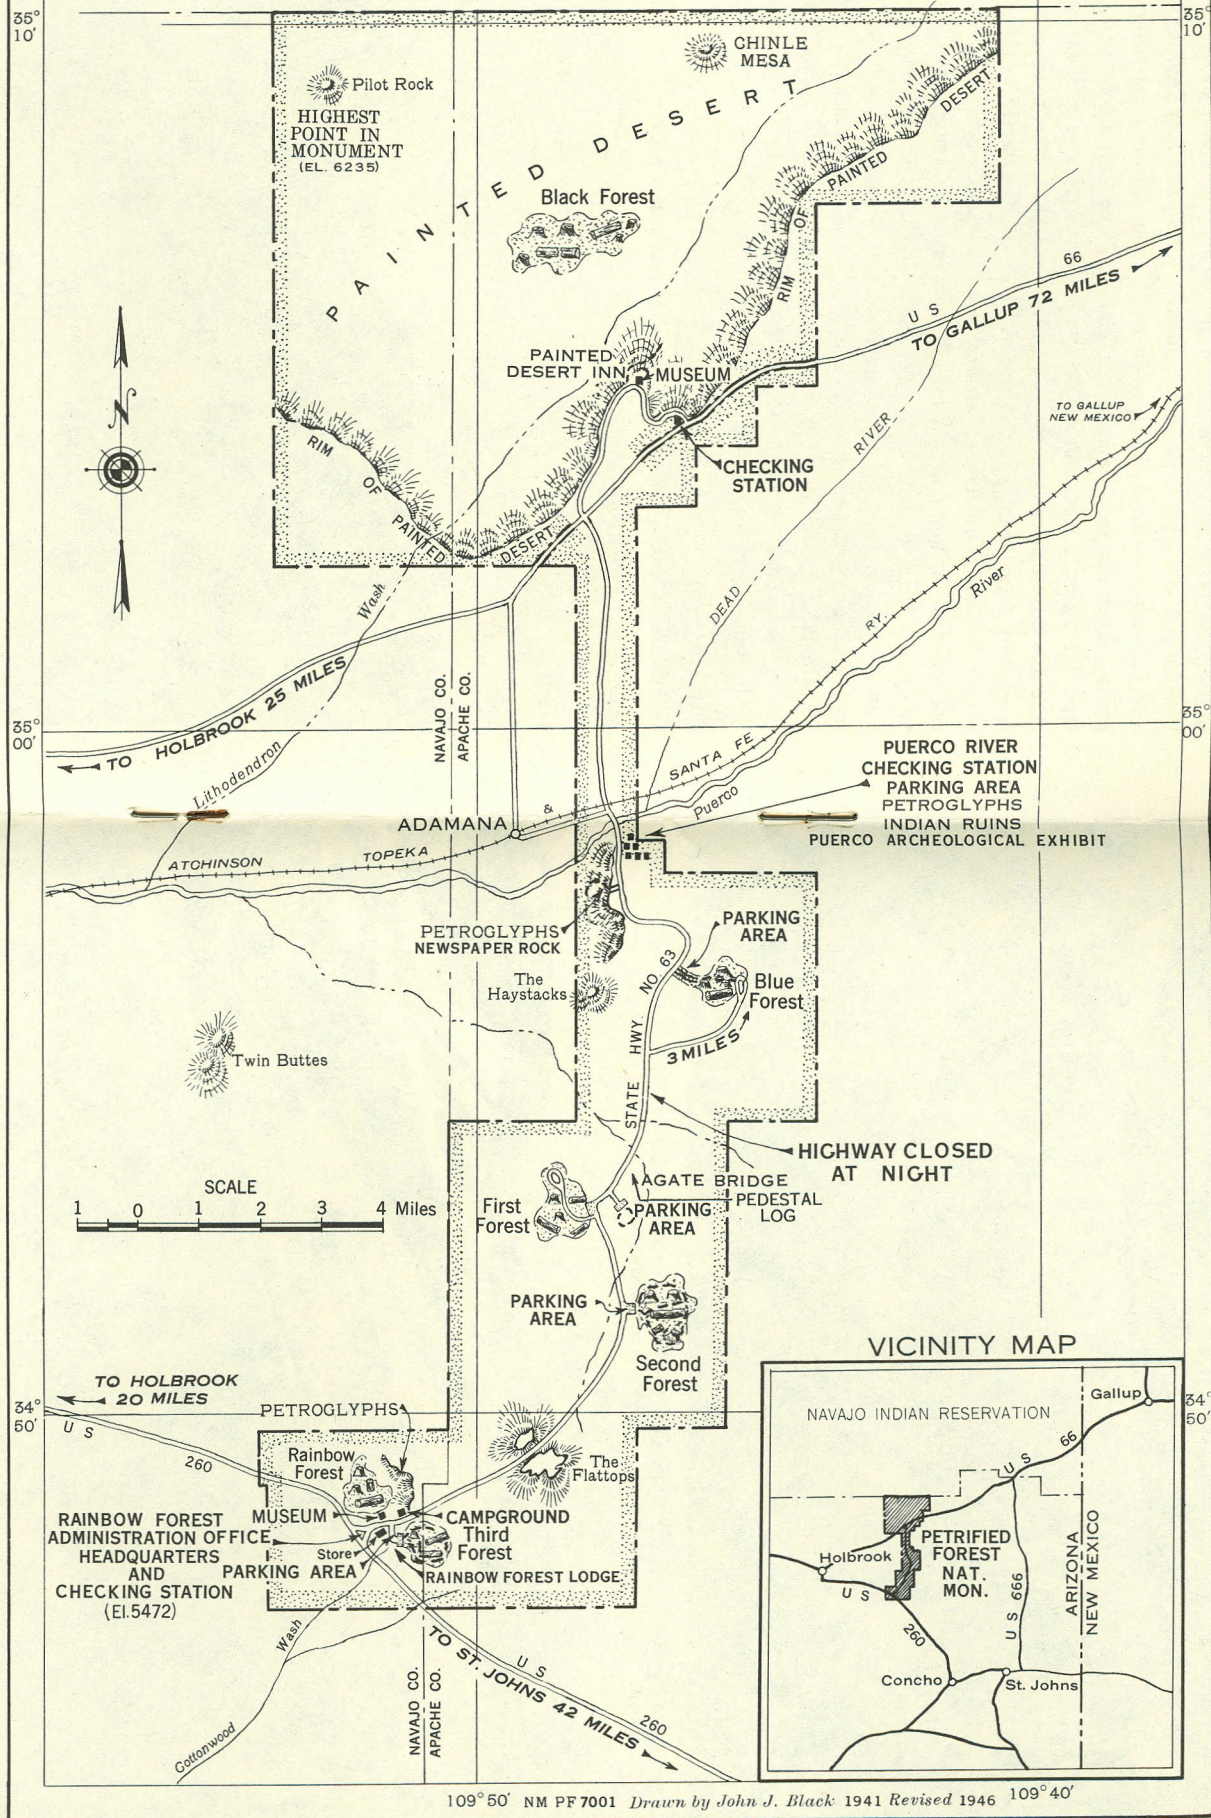 35°
10'
35°
10'
CHINLE
MESA
Pilot Rock
HIGHEST
POINT IN
MONUMENT
(EL. 6235)
PAINTED DESERT
RIM OF PAINTED DESERT
Black Forest
66
US
TO GALLUP 72 MILES
PAINTED
DESERT INN
MUSEUM
N
TO GALLUP
NEW MEXICO
RIM OF PAINTED DESERT
CHECKING
STATION
DEAD RIVER
Wash
River
RY.
NAVAJO CO.
APACHE CO.
TO HOLBROOK 25 MILES
35°
00'
35°
00'
Lithodendron
SANTA FE
Puerco
PUERCO RIVER
CHECKING STATION
PARKING AREA
PETROGLYPHS
INDIAN RUINS
PUERCO ARCHEOLOGICAL EXHIBIT
ADAMANA
&
ATCHINSON TOPEKA
PETROGLYPHS
NEWSPAPER ROCK
PARKING
AREA
The
Haystacks
Blue
Forest
STATE HWY. NO. 63
3 MILES
Twin Buttes
HIGHWAY CLOSED
AT NIGHT
SCALE
1 0 1 2 3 4 Miles
AGATE BRIDGE
PEDESTAL
LOG
First
Forest
PARKING
AREA
PARKING
AREA
Second
Forest
TO HOLBROOK
20 MILES
34°
50'
US
260
PETROGLYPHS
Rainbow
Forest
The
Flattops
MUSEUM
CAMPGROUND
Third
Forest
RAINBOW FOREST
ADMINISTRATION OFFICE
HEADQUARTERS
AND
CHECKING STATION
(El.5472)
Store
PARKING AREA
RAINBOW FOREST LODGE
Wash
Cottonwood
NAVAJO CO.
APACHE CO.
US
TO ST. JOHNS 42 MILES
260
VICINITY MAP
34°
50'
Gallup
NAVAJO INDIAN RESERVATION
US 66
PETRIFIED
FOREST
NAT.
MON.
Holbrook
US
260
US 666
ARIZONA
NEW MEXICO
Concho
St. Johns
109°50' NM PF 7001 Drawn by John J. Black 1941 Revised 1946 109°40'